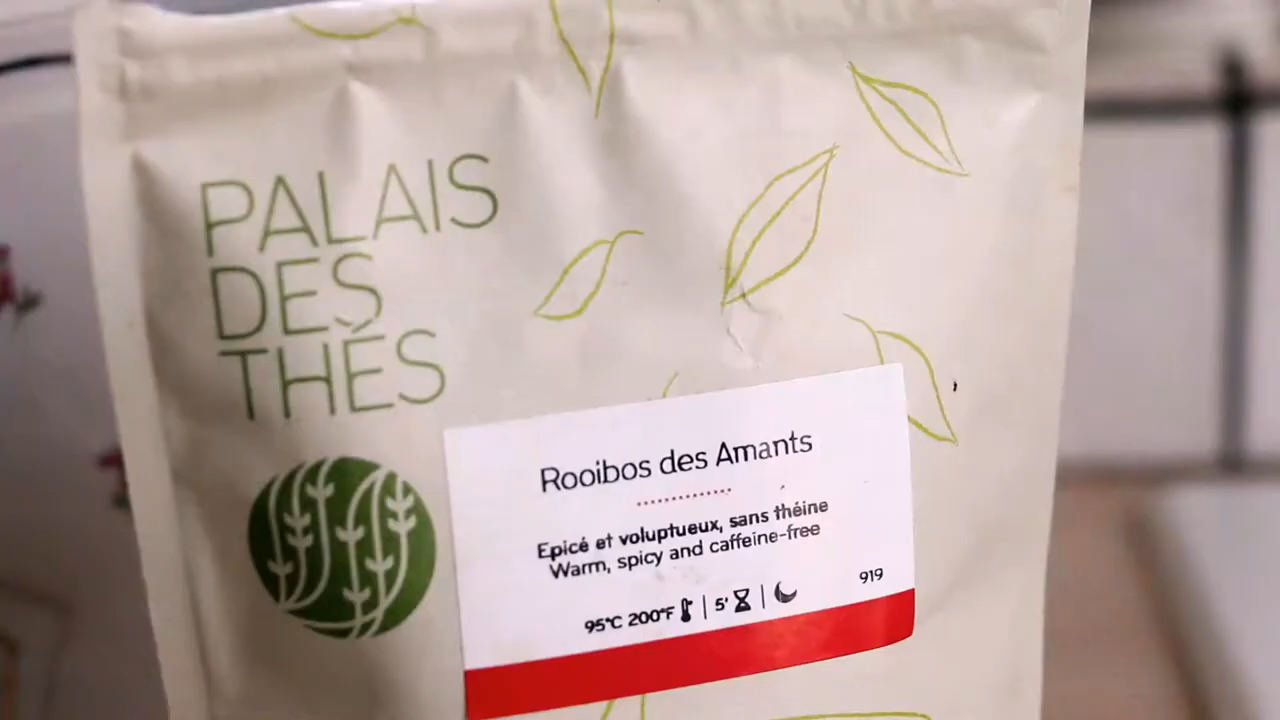 PALAIS
DES
THÉS
Rooibos des Amants
Epicé et voluptueux, sans théine
Warm, spicy and caffeine-free
919
95°C 200°F | 5' |